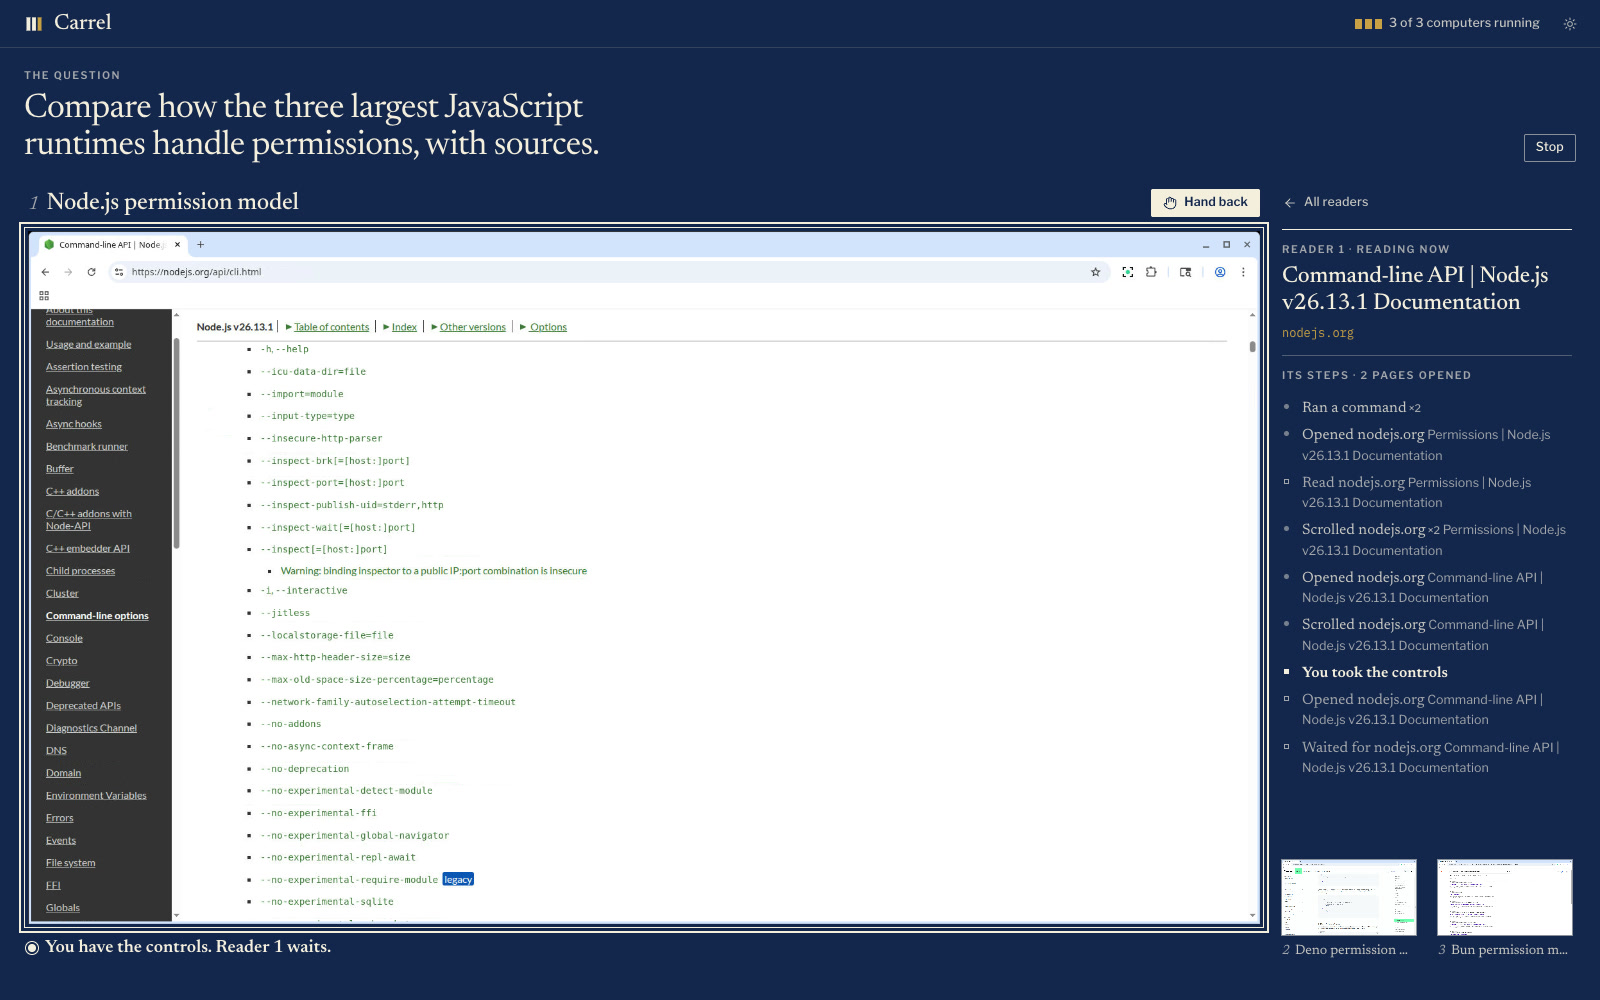 Carrel
3 of 3 computers running
THE QUESTION
Compare how the three largest JavaScript
runtimes handle permissions, with sources.
Stop
1 Node.js permission model
Hand back
All readers
Command-line API | Node.j
https://nodejs.org/api/cli.html
About this
documentation
Usage and example
Assertion testing
Asynchronous context
tracking
Async hooks
Benchmark runner
Buffer
C++ addons
C/C++ addons with
Node-API
C++ embedder API
Child processes
Cluster
Command-line options
Console
Crypto
Debugger
Deprecated APIs
Diagnostics Channel
DNS
Domain
Environment Variables
Errors
Events
File system
FFI
Globals
Node.js v26.13.1
Table of contents
Index
Other versions
Options
-h, --help
--icu-data-dir=file
--import=module
--input-type=type
--insecure-http-parser
--inspect-brk[=[host:]port]
--inspect-port=[host:]port
--inspect-publish-uid=stderr,http
--inspect-wait[=[host:]port]
--inspect[=[host:]port]
Warning: binding inspector to a public IP:port combination is insecure
-i, --interactive
--jitless
--localstorage-file=file
--max-http-header-size=size
--max-old-space-size-percentage=percentage
--network-family-autoselection-attempt-timeout
--no-addons
--no-async-context-frame
--no-deprecation
--no-experimental-detect-module
--no-experimental-ffi
--no-experimental-global-navigator
--no-experimental-repl-await
--no-experimental-require-module legacy
--no-experimental-sqlite
You have the controls. Reader 1 waits.
READER 1 · READING NOW
Command-line API | Node.js
v26.13.1 Documentation
nodejs.org
ITS STEPS · 2 PAGES OPENED
Ran a command ×2
Opened nodejs.org Permissions | Node.js
v26.13.1 Documentation
Read nodejs.org Permissions | Node.js
v26.13.1 Documentation
Scrolled nodejs.org ×2 Permissions | Node.js
v26.13.1 Documentation
Opened nodejs.org Command-line API |
Node.js v26.13.1 Documentation
Scrolled nodejs.org Command-line API |
Node.js v26.13.1 Documentation
You took the controls
Opened nodejs.org Command-line API |
Node.js v26.13.1 Documentation
Waited for nodejs.org Command-line API |
Node.js v26.13.1 Documentation
2 Deno permission ...
3 Bun permission m...